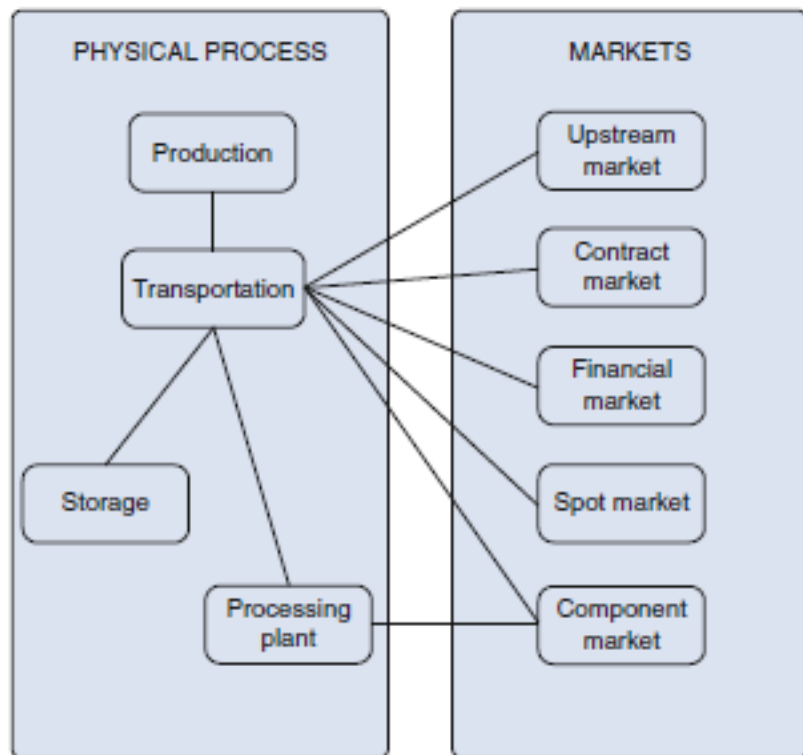 PHYSICAL PROCESS
Production
Transportation
Storage
Processing
plant
MARKETS
Upstream
market
Contract
market
Financial
market
Spot market
Component
market